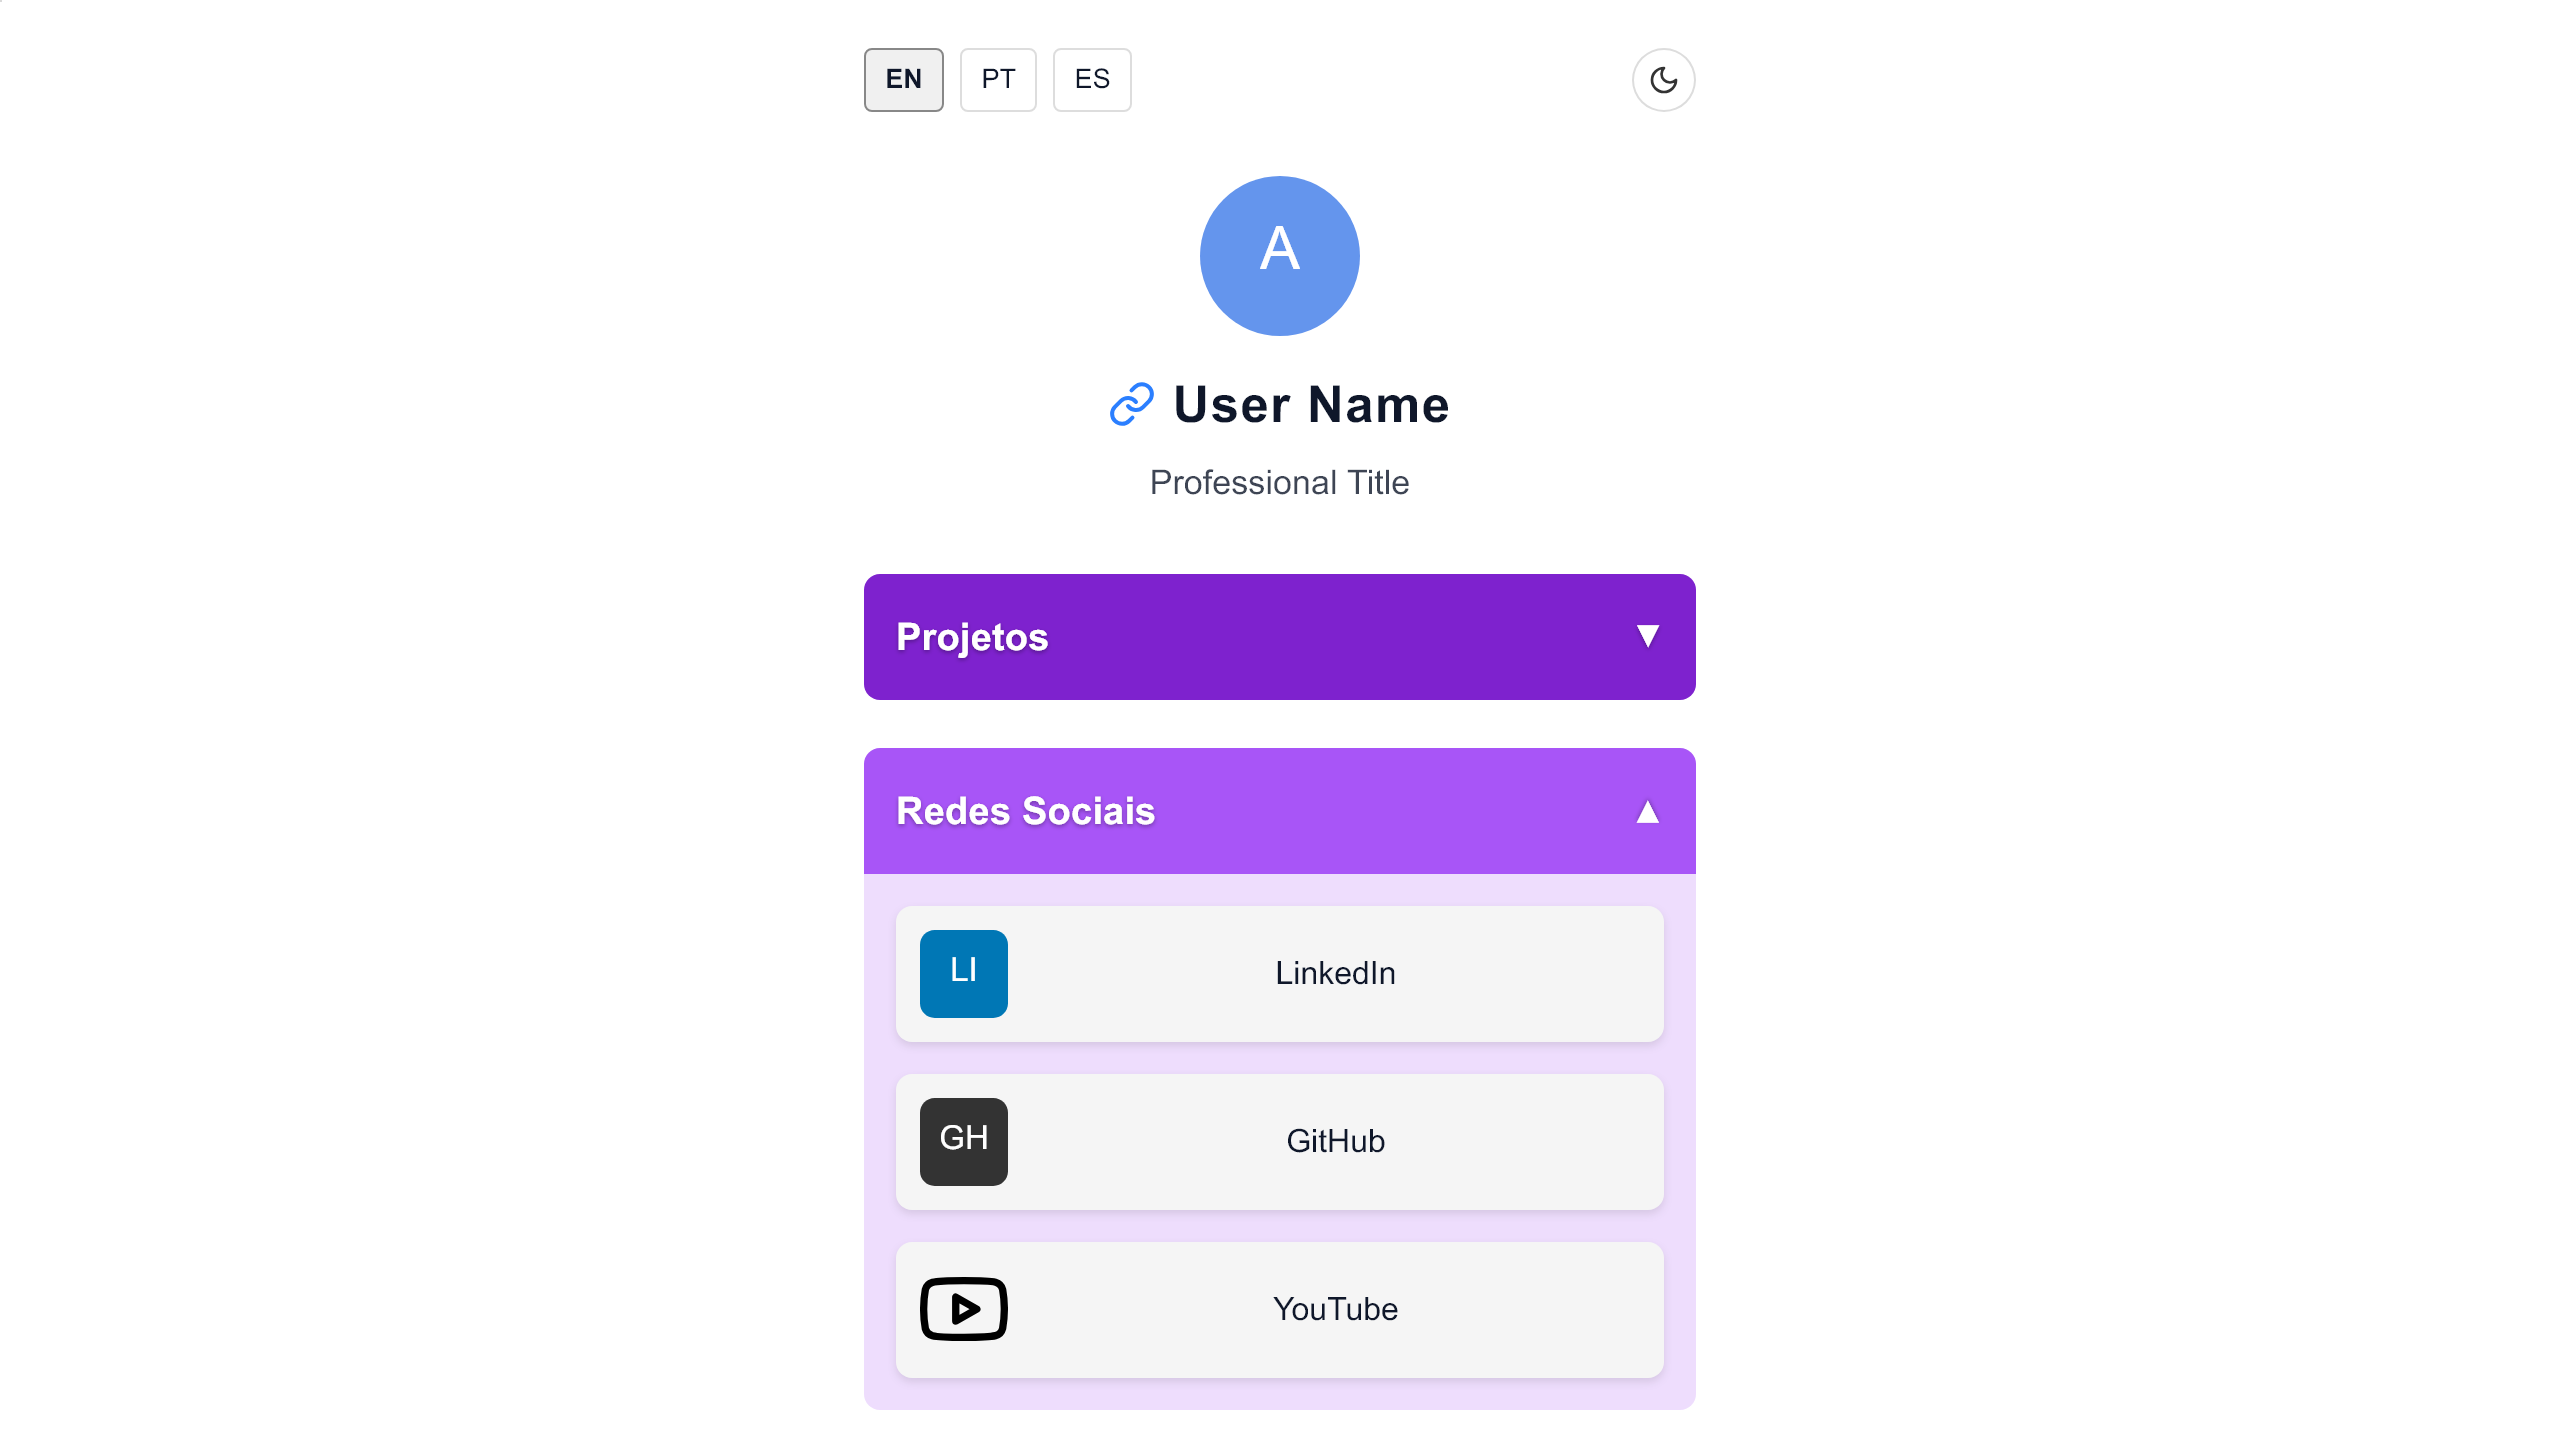 EN PT ES
A
User Name
Professional Title
Projetos ▼
Redes Sociais ▲
LI LinkedIn
GH GitHub
YouTube